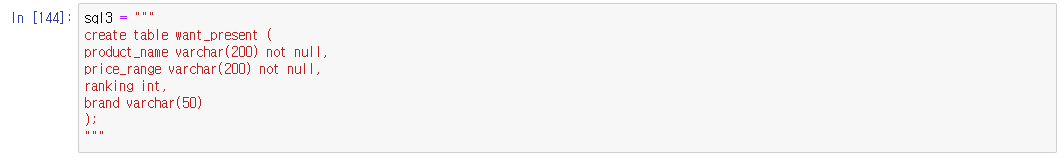 In [144]: sql3 = """
create table want_present (
product_name varchar(200) not null,
price_range varchar(200) not null,
ranking int,
brand varchar(50)
);
"""